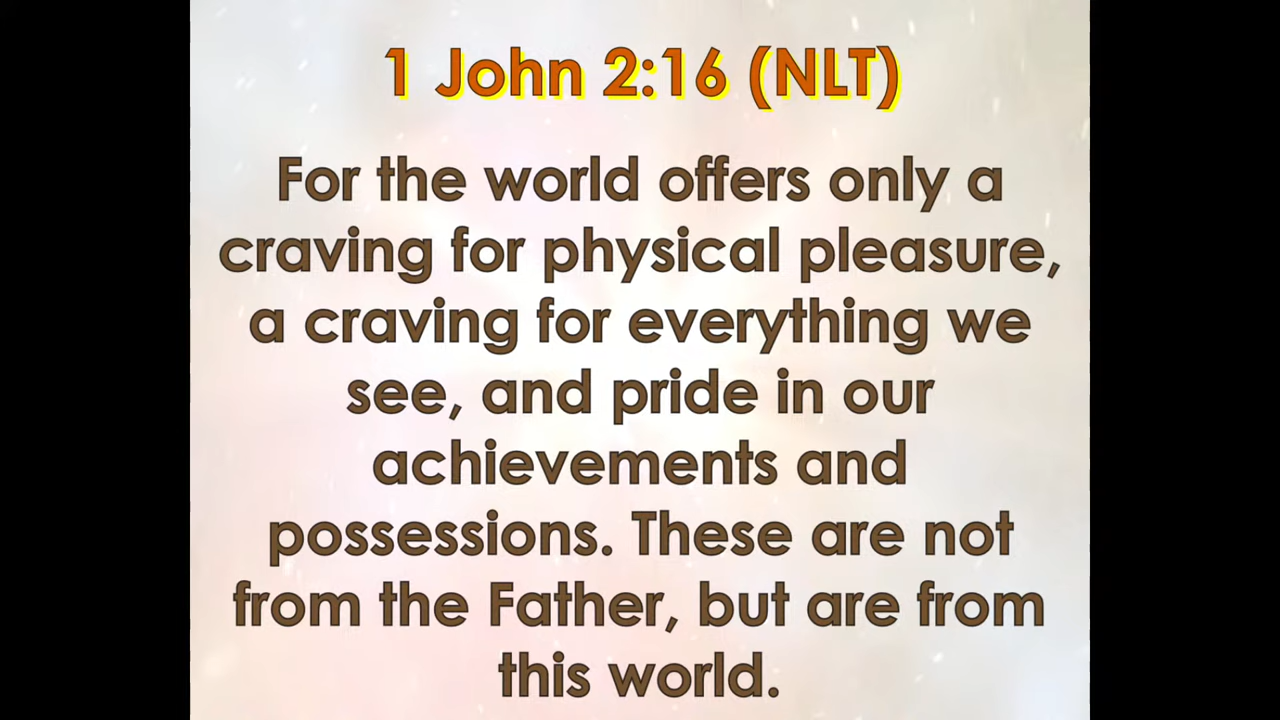 1 John 2:16 (NLT)
For the world offers only a
craving for physical pleasure,
a craving for everything we
see, and pride in our
achievements and
possessions. These are not
from the Father, but are from
this world.